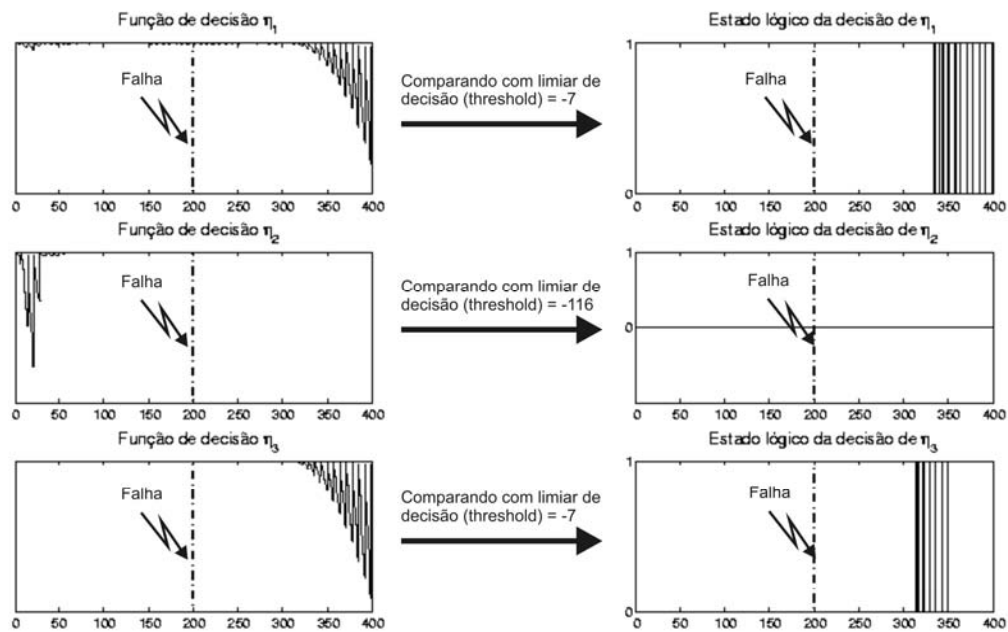 Função de decisão η1
Estado lógico da decisão de η1
1
Falha
Comparando com limiar de
decisão (threshold) = -7
Falha
0
0 50 100 150 200 250 300 350 400
0 50 100 150 200 250 300 350 400
Função de decisão η2
Estado lógico da decisão de η2
1
Falha
Comparando com limiar de
decisão (threshold) = -116
Falha
0
0 50 100 150 200 250 300 350 400
0 50 100 150 200 250 300 350 400
Função de decisão η3
Estado lógico da decisão de η3
1
Falha
Comparando com limiar de
decisão (threshold) = -7
Falha
0
0 50 100 150 200 250 300 350 400
0 50 100 150 200 250 300 350 400